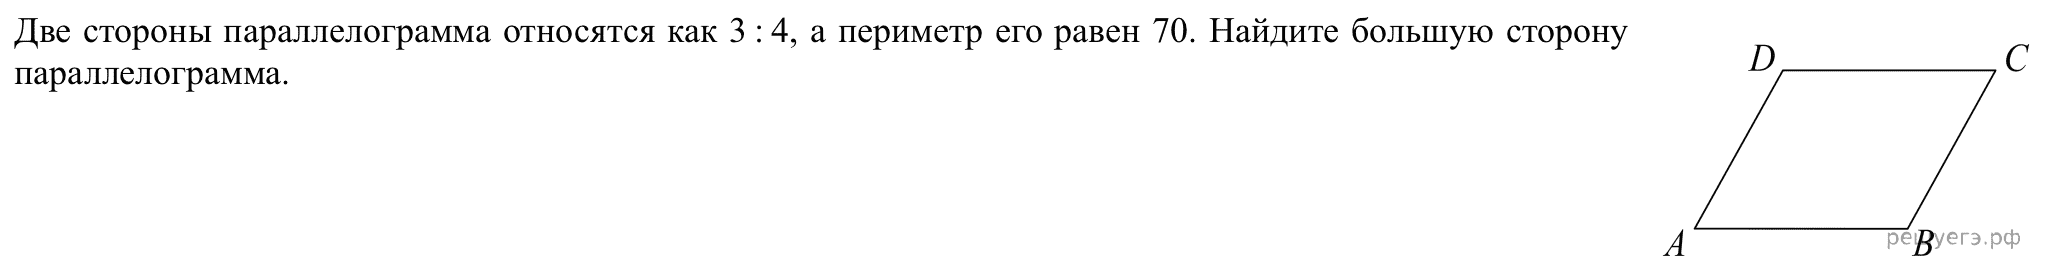 Две стороны параллелограмма относятся как 3 : 4, а периметр его равен 70. Найдите большую сторону
параллелограмма.
D
C
A
B
решуегэ.рф